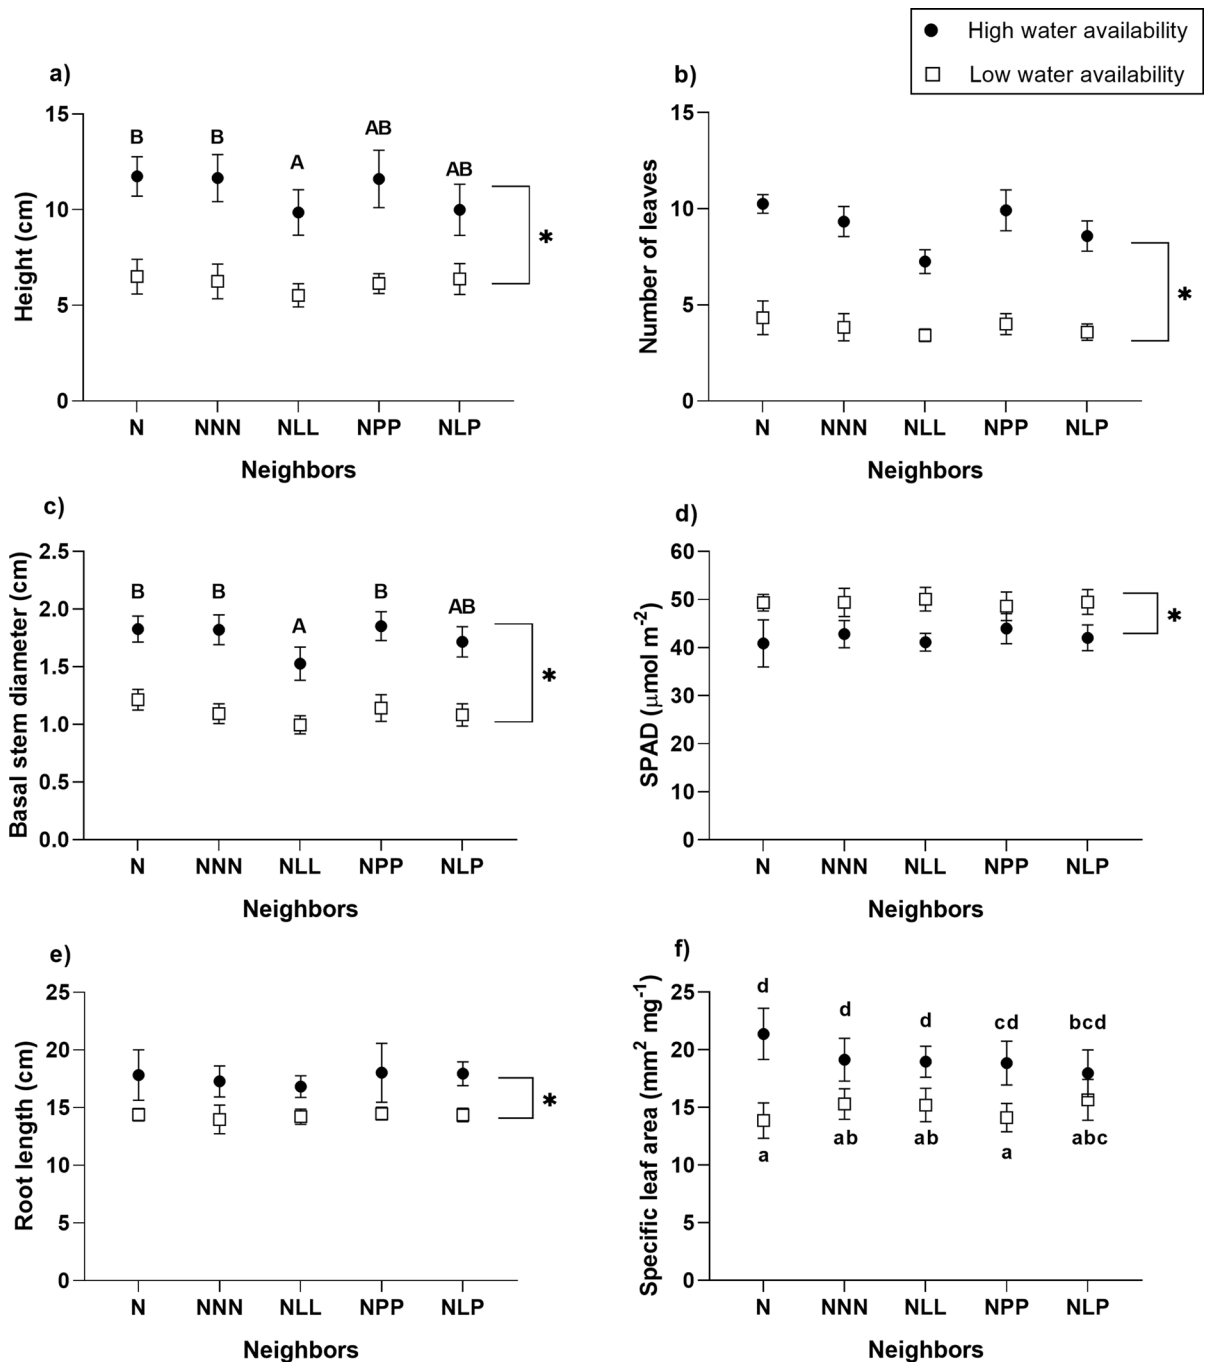 High water availability
Low water availability
a)
15
10
5
0
Height (cm)
B B A AB AB
*
N NNN NLL NPP NLP
Neighbors
b)
15
10
5
0
Number of leaves
*
N NNN NLL NPP NLP
Neighbors
c)
2.5
2.0
1.5
1.0
0.5
0.0
Basal stem diameter (cm)
B B A B AB
*
N NNN NLL NPP NLP
Neighbors
d)
60
50
40
30
20
10
0
SPAD (μmol m-2)
*
N NNN NLL NPP NLP
Neighbors
e)
25
20
15
10
5
0
Root length (cm)
*
N NNN NLL NPP NLP
Neighbors
f)
25
20
15
10
5
0
Specific leaf area (mm2 mg-1)
d d d cd bcd
a ab ab a abc
N NNN NLL NPP NLP
Neighbors